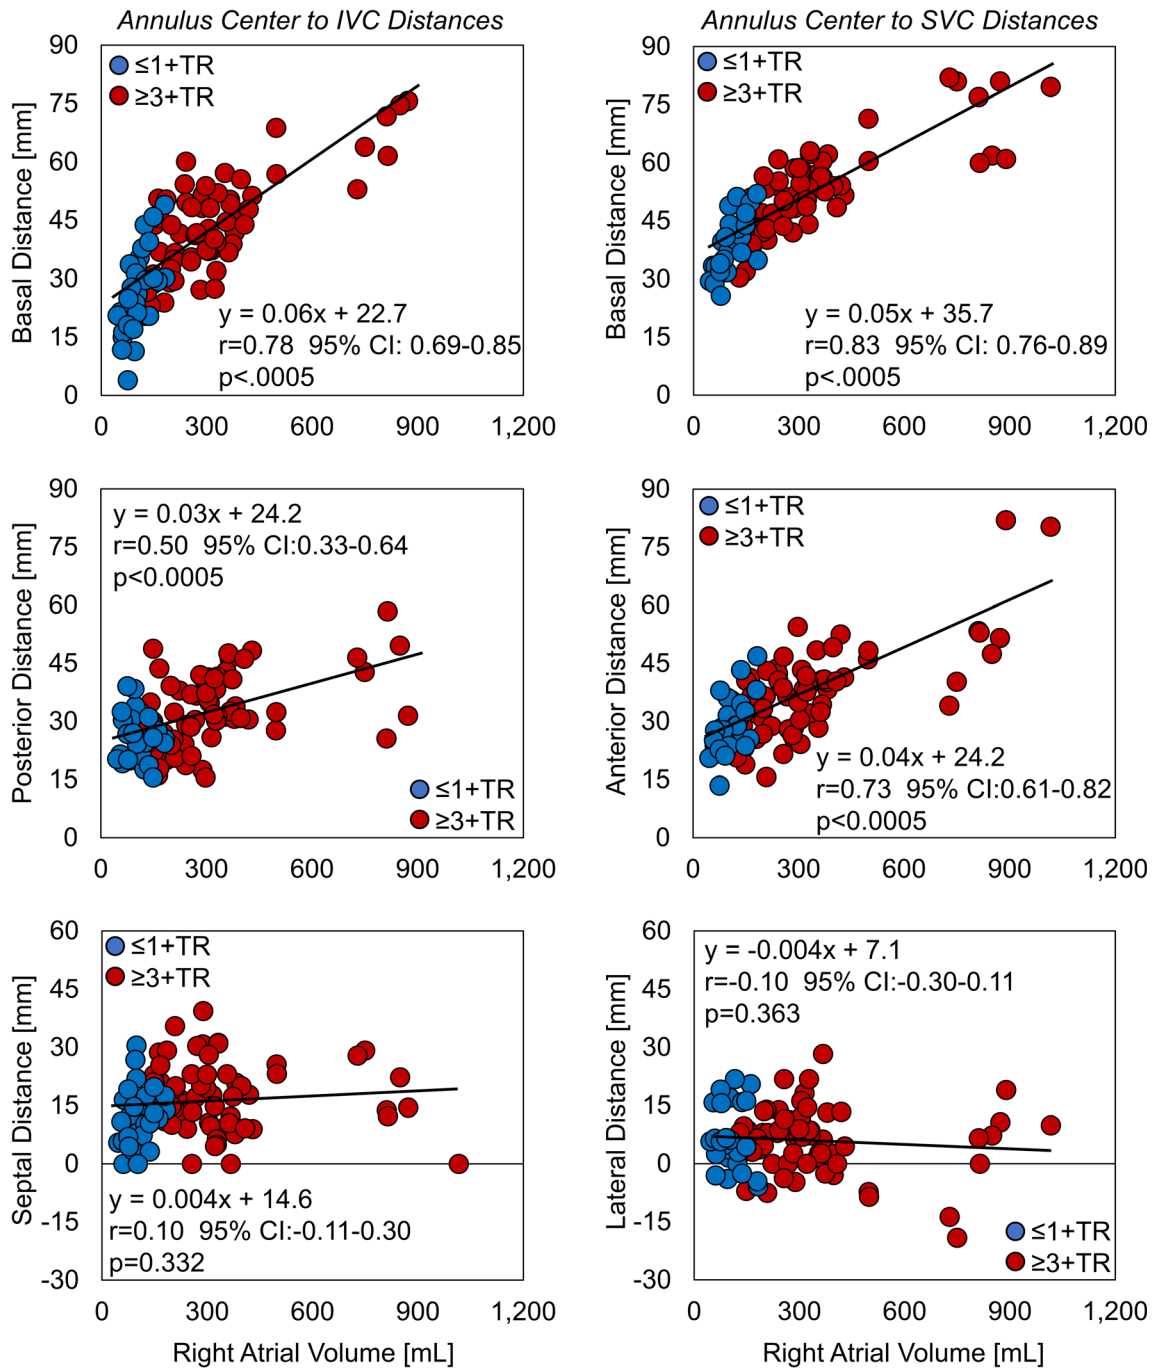 Annulus Center to IVC Distances
Basal Distance [mm]
90
75
60
45
30
15
0
≤1+TR
≥3+TR
y = 0.06x + 22.7
r=0.78 95% CI: 0.69-0.85
p<.0005
0 300 600 900 1,200
Annulus Center to SVC Distances
Basal Distance [mm]
90
75
60
45
30
15
0
≤1+TR
≥3+TR
y = 0.05x + 35.7
r=0.83 95% CI: 0.76-0.89
p<.0005
0 300 600 900 1,200
Posterior Distance [mm]
90
75
60
45
30
15
0
y = 0.03x + 24.2
r=0.50 95% CI:0.33-0.64
p<0.0005
≤1+TR
≥3+TR
0 300 600 900 1,200
Anterior Distance [mm]
90
75
60
45
30
15
0
≤1+TR
≥3+TR
y = 0.04x + 24.2
r=0.73 95% CI:0.61-0.82
p<0.0005
0 300 600 900 1,200
Septal Distance [mm]
60
45
30
15
0
-15
-30
≤1+TR
≥3+TR
y = 0.004x + 14.6
r=0.10 95% CI:-0.11-0.30
p=0.332
0 300 600 900 1,200
Right Atrial Volume [mL]
Lateral Distance [mm]
60
45
30
15
0
-15
-30
y = -0.004x + 7.1
r=-0.10 95% CI:-0.30-0.11
p=0.363
≤1+TR
≥3+TR
0 300 600 900 1,200
Right Atrial Volume [mL]